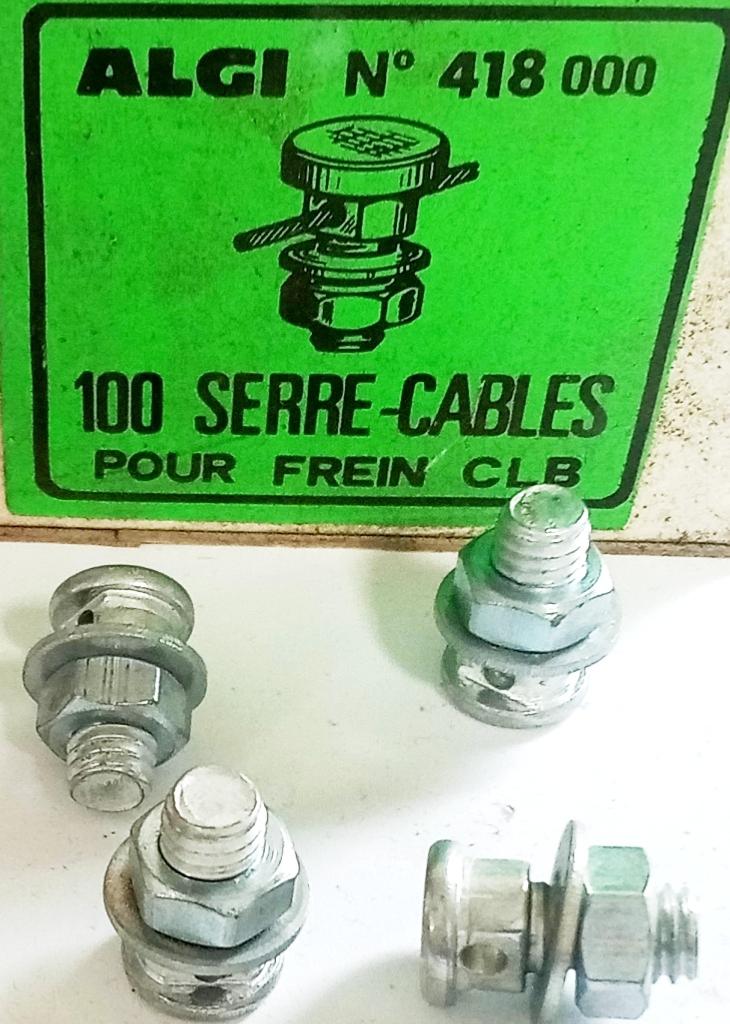 ALGI N° 418 000
100 SERRE-CABLES
POUR FREIN CLB